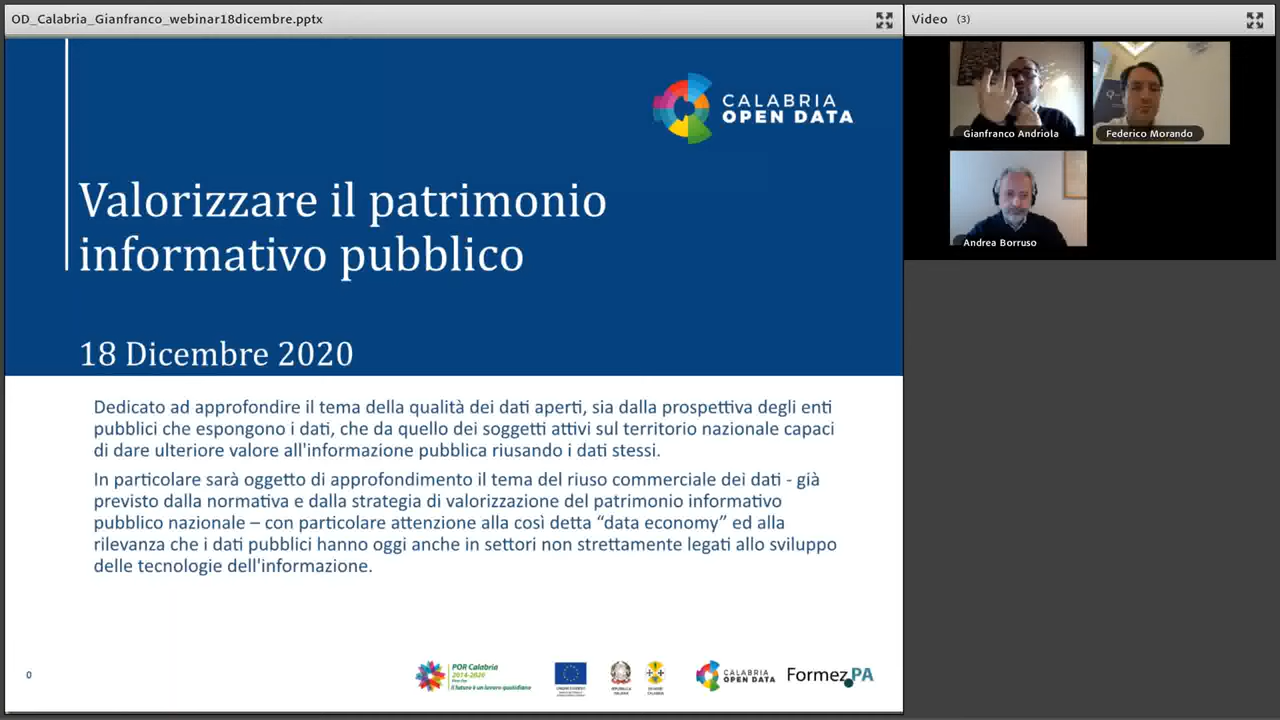 OD_Calabria_Gianfranco_webinar18dicembre.pptx
Video (3)
CALABRIA
OPEN DATA
Gianfranco Andriola
Federico Morando
Andrea Borruso
Valorizzare il patrimonio
informativo pubblico
18 Dicembre 2020
Dedicato ad approfondire il tema della qualità dei dati aperti, sia dalla prospettiva degli enti
pubblici che espongono i dati, che da quello dei soggetti attivi sul territorio nazionale capaci
di dare ulteriore valore all'informazione pubblica riusando i dati stessi.
In particolare sarà oggetto di approfondimento il tema del riuso commerciale dei dati - già
previsto dalla normativa e dalla strategia di valorizzazione del patrimonio informativo
pubblico nazionale – con particolare attenzione alla così detta “data economy” ed alla
rilevanza che i dati pubblici hanno oggi anche in settori non strettamente legati allo sviluppo
delle tecnologie dell'informazione.
0
POR Calabria
2014-2020
il futuro è un lavoro quotidiano
CALABRIA
OPEN DATA
FormezPA